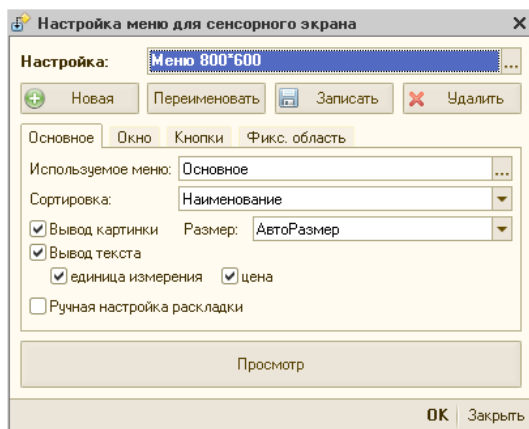 Настройка меню для сенсорного экрана
Настройка: Меню 800*600 ...
Новая Переименовать Записать Удалить
Основное Окно Кнопки Фикс. область
Используемое меню: Основное ...
Сортировка: Наименование
Вывод картинки Размер: АвтоРазмер
Вывод текста
единица измерения цена
Ручная настройка раскладки
Просмотр
OK Закрыть